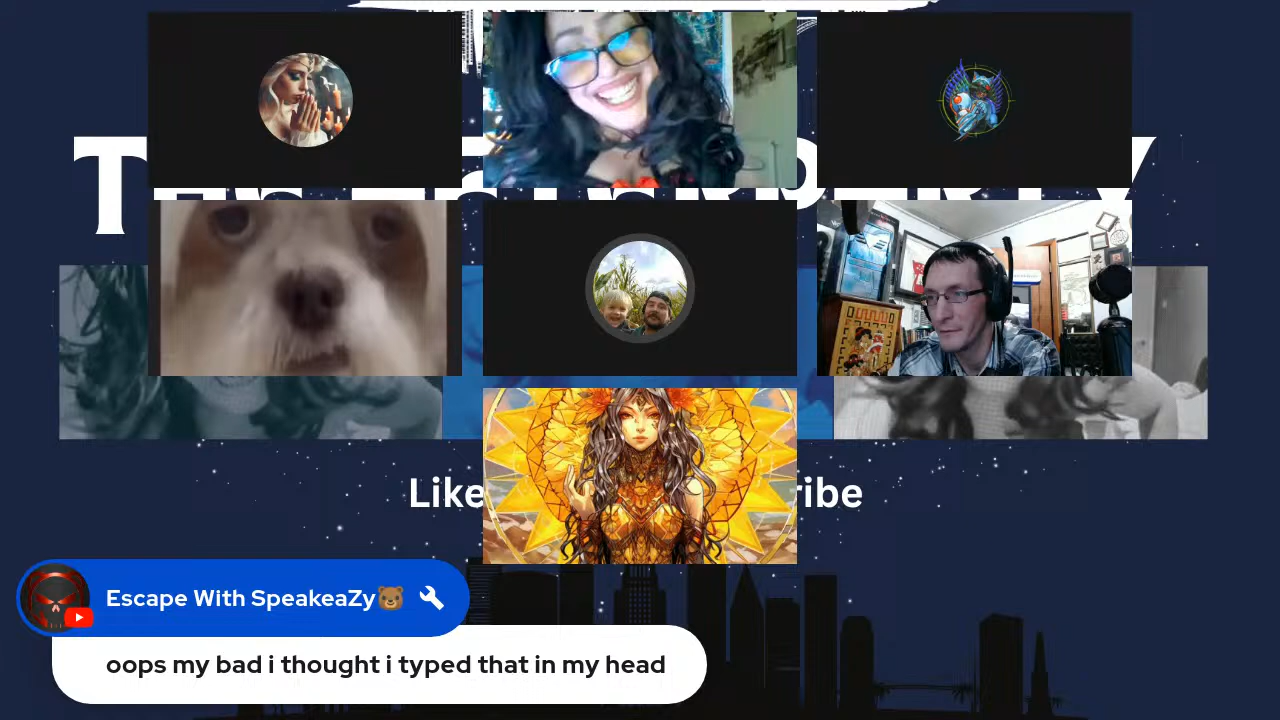 Like
ribe
Escape With SpeakeaZy🐻
oops my bad i thought i typed that in my head